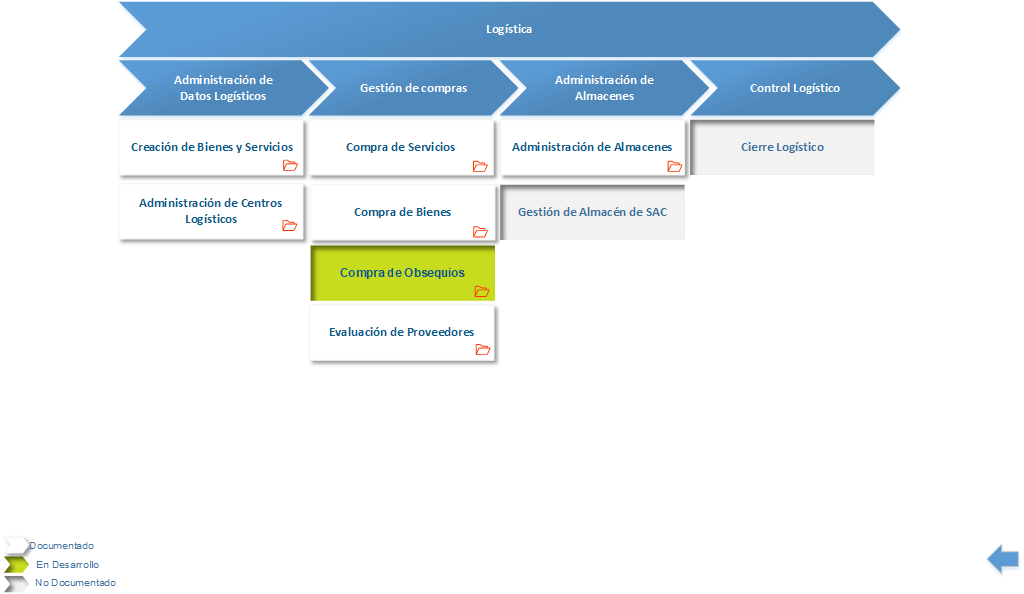 Logística
Administración de
Datos Logísticos
Gestión de compras
Administración de
Almacenes
Control Logístico
Creación de Bienes y Servicios
Compra de Servicios
Administración de Almacenes
Cierre Logístico
Administración de Centros
Logísticos
Compra de Bienes
Gestión de Almacén de SAC
Compra de Obsequios
Evaluación de Proveedores
Documentado
En Desarrollo
No Documentado